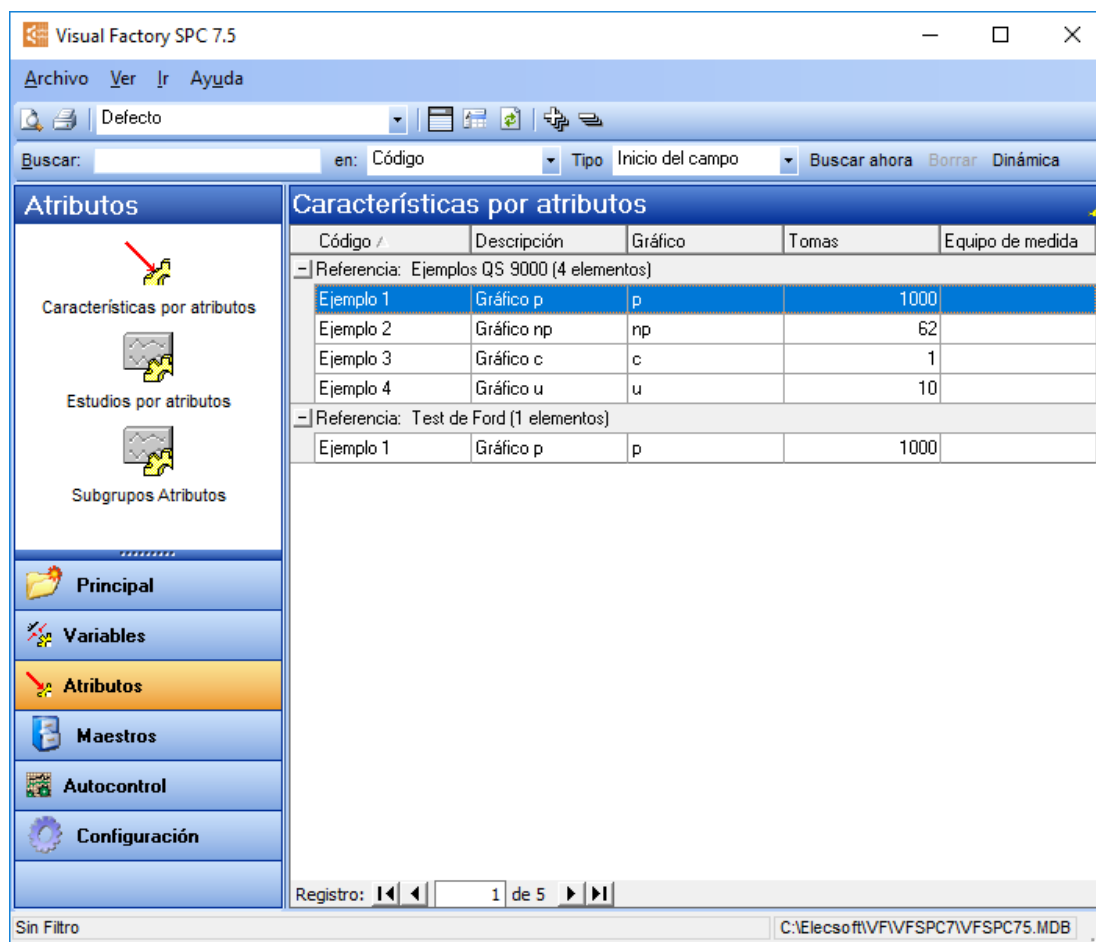 Visual Factory SPC 7.5
Archivo Ver Ir Ayuda
Defecto
Buscar: en: Código Tipo Inicio del campo Buscar ahora Borrar Dinámica
Atributos
Características por atributos
Estudios por atributos
Subgrupos Atributos
Principal
Variables
Atributos
Maestros
Autocontrol
Configuración
Características por atributos
Código Descripción Gráfico Tomas Equipo de medida
Referencia: Ejemplos QS 9000 (4 elementos)
Ejemplo 1 Gráfico p p 1000
Ejemplo 2 Gráfico np np 62
Ejemplo 3 Gráfico c c 1
Ejemplo 4 Gráfico u u 10
Referencia: Test de Ford (1 elementos)
Ejemplo 1 Gráfico p p 1000
Registro: 1 de 5
Sin Filtro C:\Elecsoft\VF\VFSPC7\VFSPC75.MDB